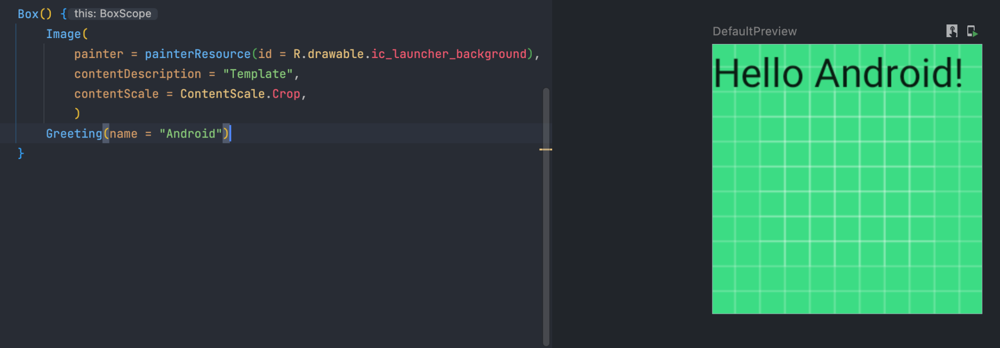 Box() { this: BoxScope
Image(
painter = painterResource(id = R.drawable.ic_launcher_background),
contentDescription = "Template",
contentScale = ContentScale.Crop,
)
Greeting(name = "Android")
}
DefaultPreview
Hello Android!